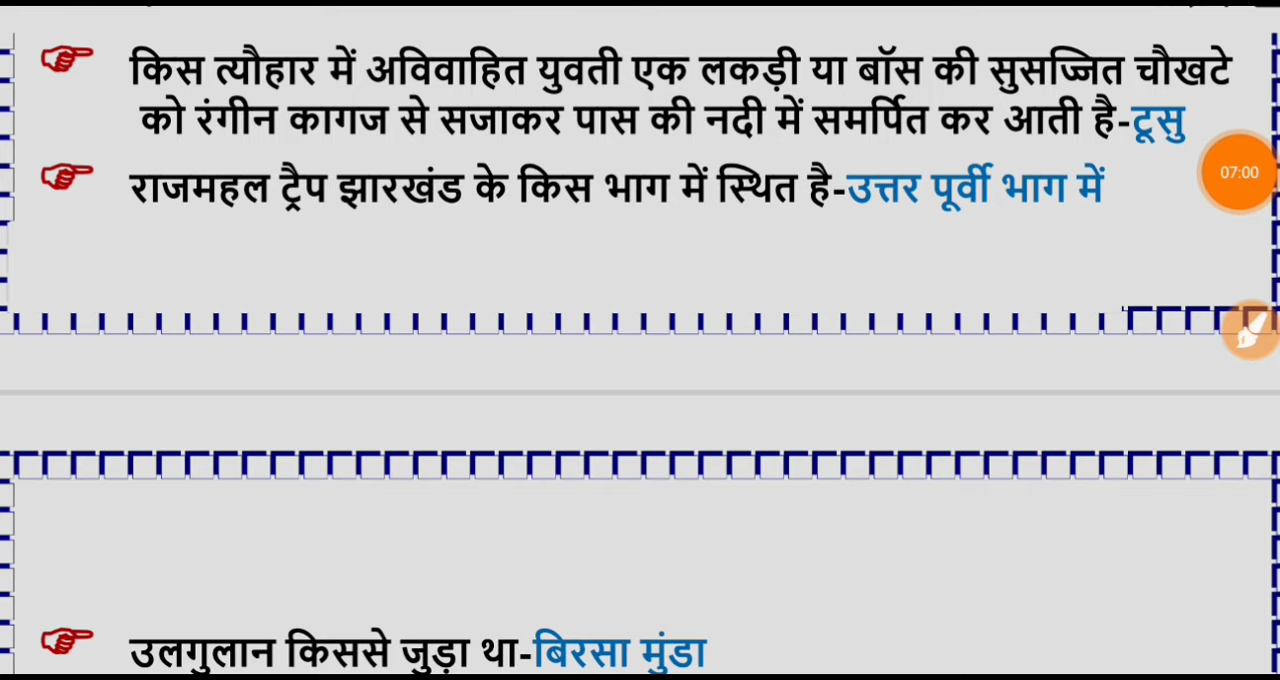 किस त्यौहार में अविवाहित युवती एक लकड़ी या बॉस की सुसज्जित चौखटे
को रंगीन कागज से सजाकर पास की नदी में समर्पित कर आती है-टूसु
राजमहल ट्रैप झारखंड के किस भाग में स्थित है-उत्तर पूर्वी भाग में
07:00
उलगुलान किससे जुड़ा था-बिरसा मुंडा